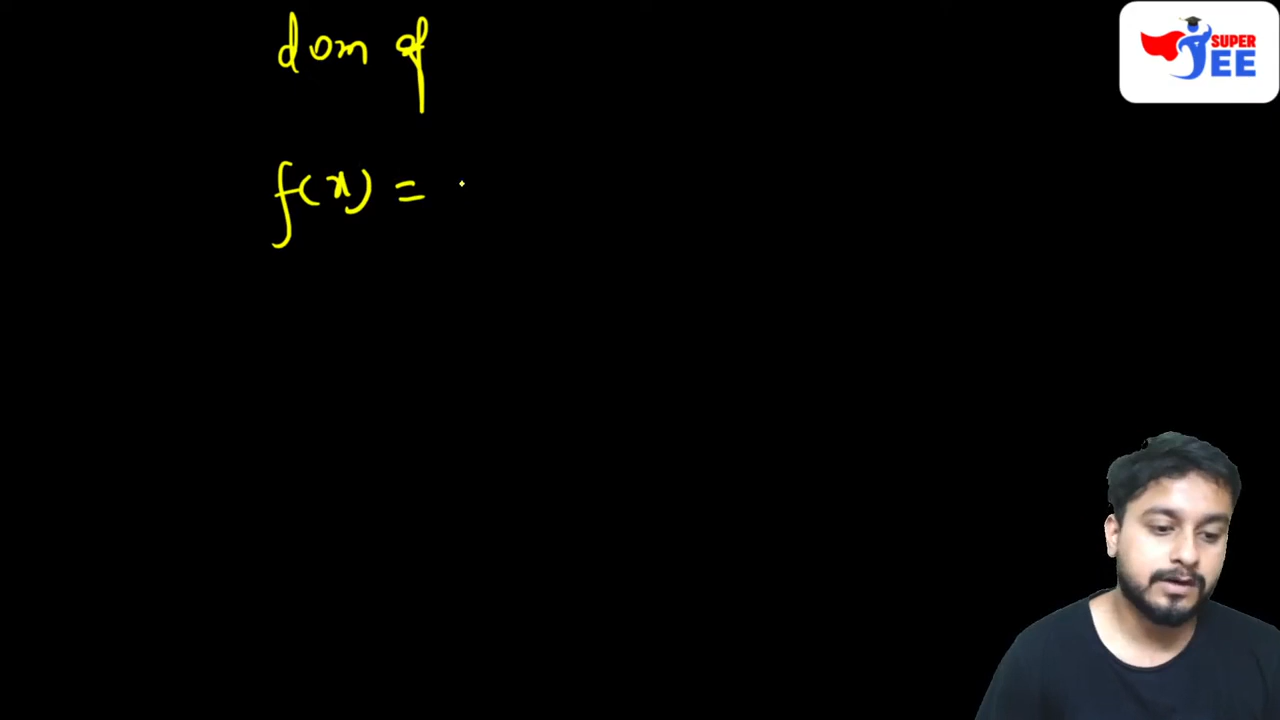 dom of
f(x) =
SUPER
JEE